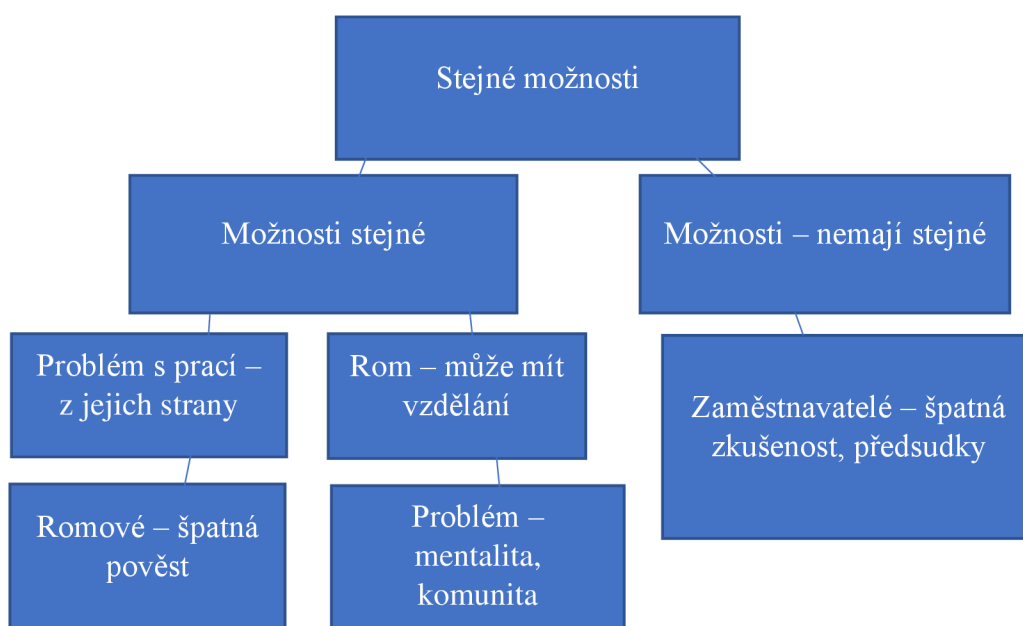 Stejné možnosti
Možnosti stejné
Možnosti – nemají stejné
Problém s prací –
z jejich strany
Rom – může mít
vzdělání
Zaměstnavatelé – špatná
zkušenost, předsudky
Romové – špatná
pověst
Problém –
mentalita,
komunita